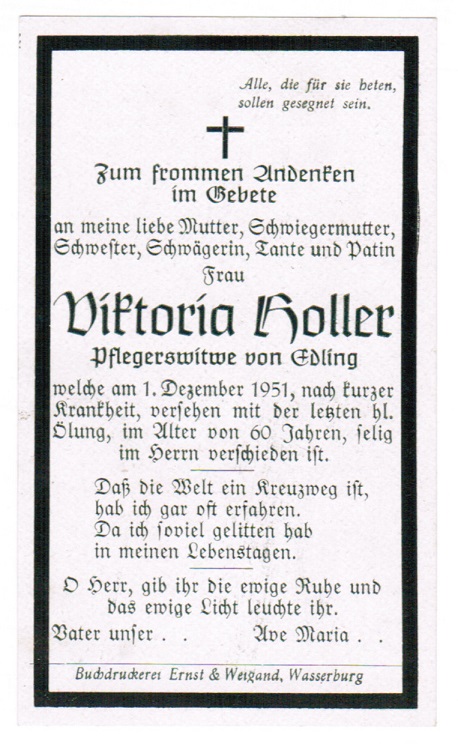 Alle, die für sie beten,
sollen gesegnet sein.
Zum frommen Andenken
im Gebete
an meine liebe Mutter, Schwiegermutter,
Schwester, Schwägerin, Tante und Patin
Frau
Viktoria Holler
Pflegerswitwe von Edling
welche am 1. Dezember 1951, nach kurzer
Krankheit, versehen mit der letzten hl.
Ölung, im Alter von 60 Jahren, selig
im Herrn verschieden ist.
Daß die Welt ein Kreuzweg ist,
hab ich gar oft erfahren.
Da ich soviel gelitten hab
in meinen Lebenstagen.
O Herr, gib ihr die ewige Ruhe und
das ewige Licht leuchte ihr.
Vater unser . . Ave Maria . .
Buchdruckerei Ernst & Weigand, Wasserburg